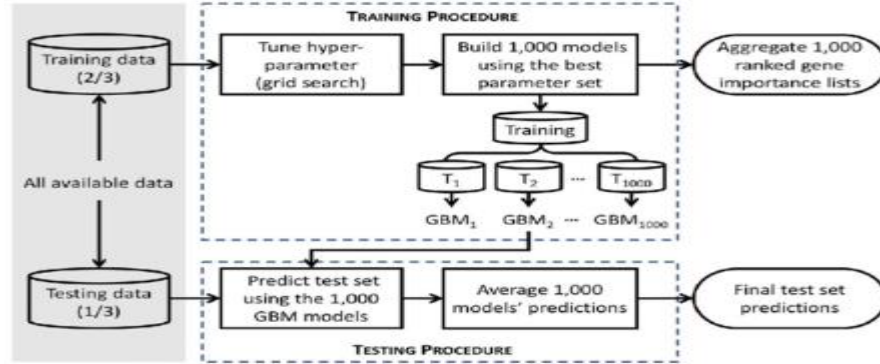 TRAINING PROCEDURE
Training data
(2/3)
Tune hyper-
parameter
(grid search)
Build 1,000 models
using the best
parameter set
Aggregate 1,000
ranked gene
importance lists
Training
All available data
T1 T2 ... T1000
GBM1 GBM2 ... GBM1000
Testing data
(1/3)
Predict test set
using the 1,000
GBM models
Average 1,000
models' predictions
Final test set
predictions
TESTING PROCEDURE